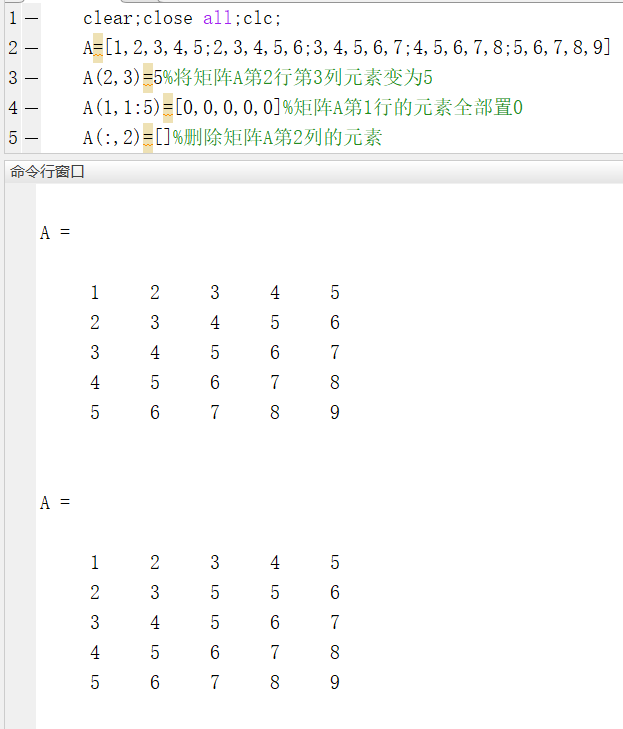 1 — clear;close all;clc;
2 — A=[1,2,3,4,5;2,3,4,5,6;3,4,5,6,7;4,5,6,7,8;5,6,7,8,9]
3 — A(2,3)=5%将矩阵A第2行第3列元素变为5
4 — A(1,1:5)=[0,0,0,0,0]%矩阵A第1行的元素全部置0
5 — A(:,2)=[]%删除矩阵A第2列的元素
命令行窗口
A =
1 2 3 4 5
2 3 4 5 6
3 4 5 6 7
4 5 6 7 8
5 6 7 8 9
A =
1 2 3 4 5
2 3 5 5 6
3 4 5 6 7
4 5 6 7 8
5 6 7 8 9